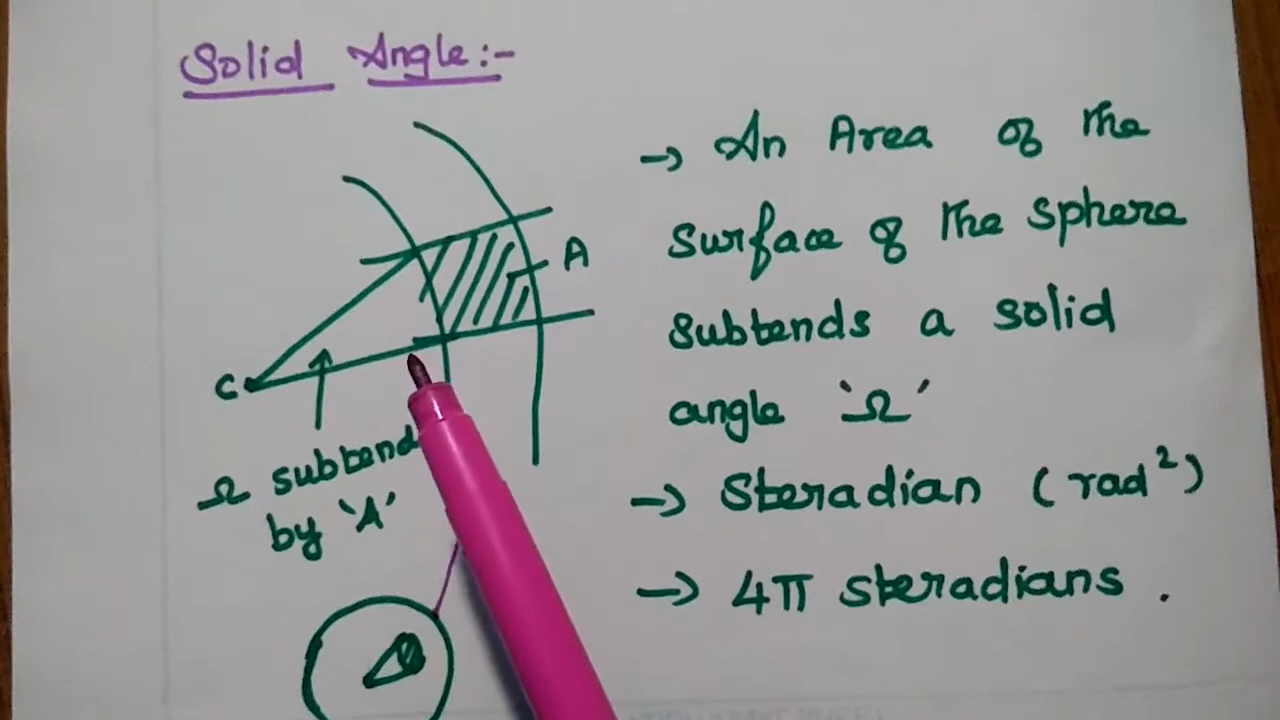 Solid Angle:-
→ An Area of the
surface of the sphere
subtends a solid
angle 'Ω'
→ Steradian (rad²)
→ 4π steradians.
A
C
Ω subtend
by 'A'